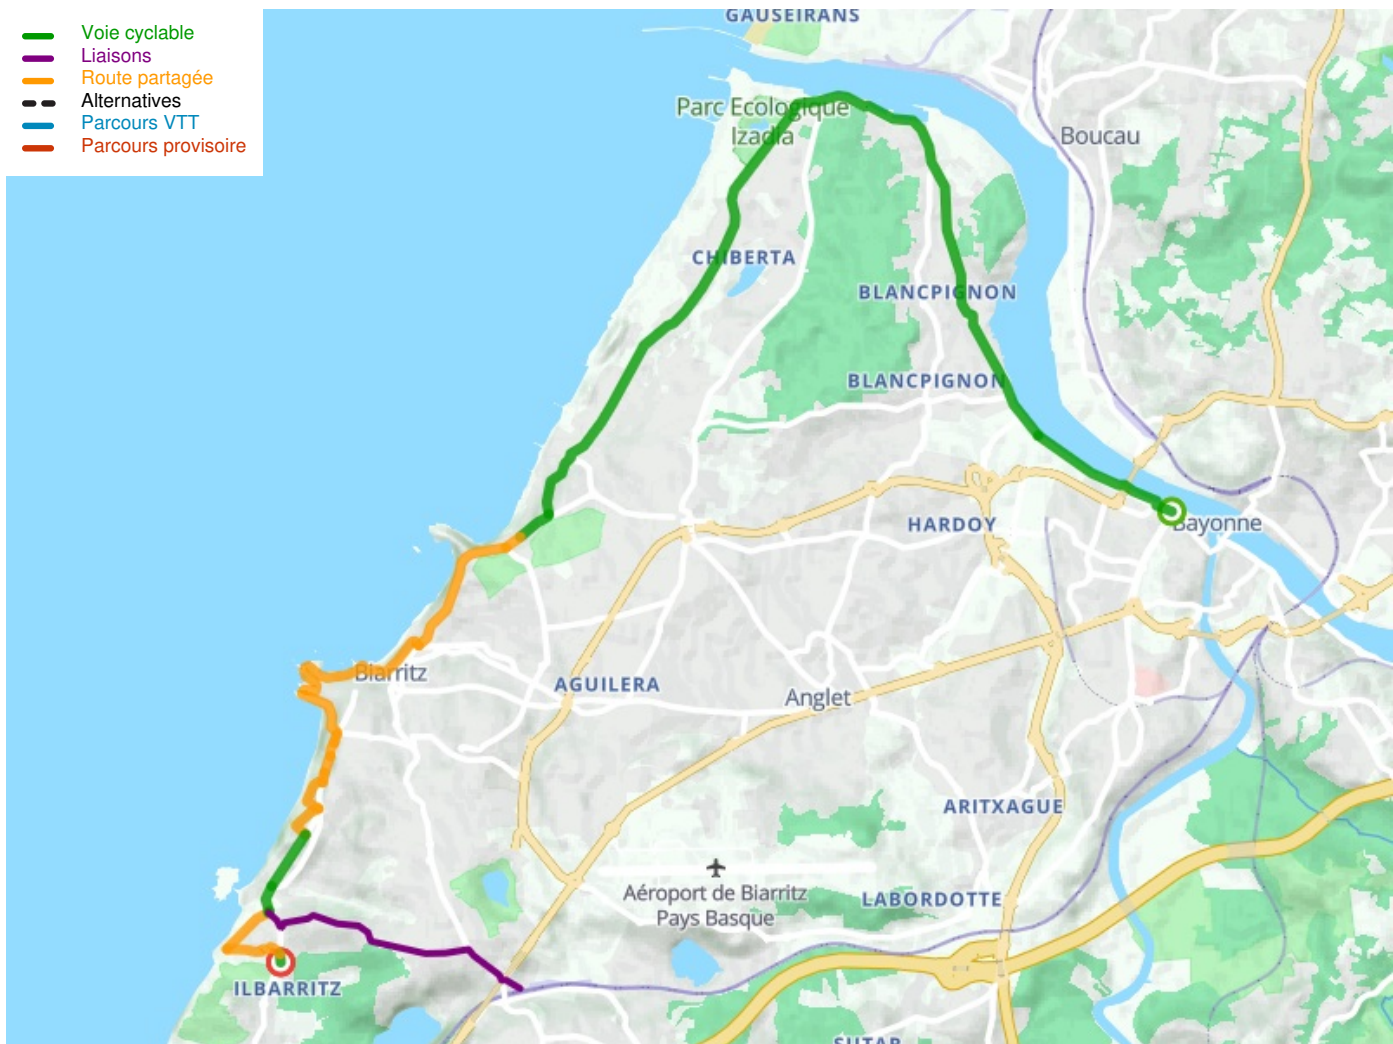 GAUSEIRANS
Voie cyclable
Liaisons
Route partagée
Alternatives
Parcours VTT
Parcours provisoire
Parc Ecologique
Izadia
Boucau
CHIBERTA
BLANCPIGNON
BLANCPIGNON
HARDOY
Bayonne
Biarritz
AGUILERA
Anglet
ARITXAGUE
Aéroport de Biarritz
Pays Basque
LABORDOTTE
ILBARRITZ
SUTAR